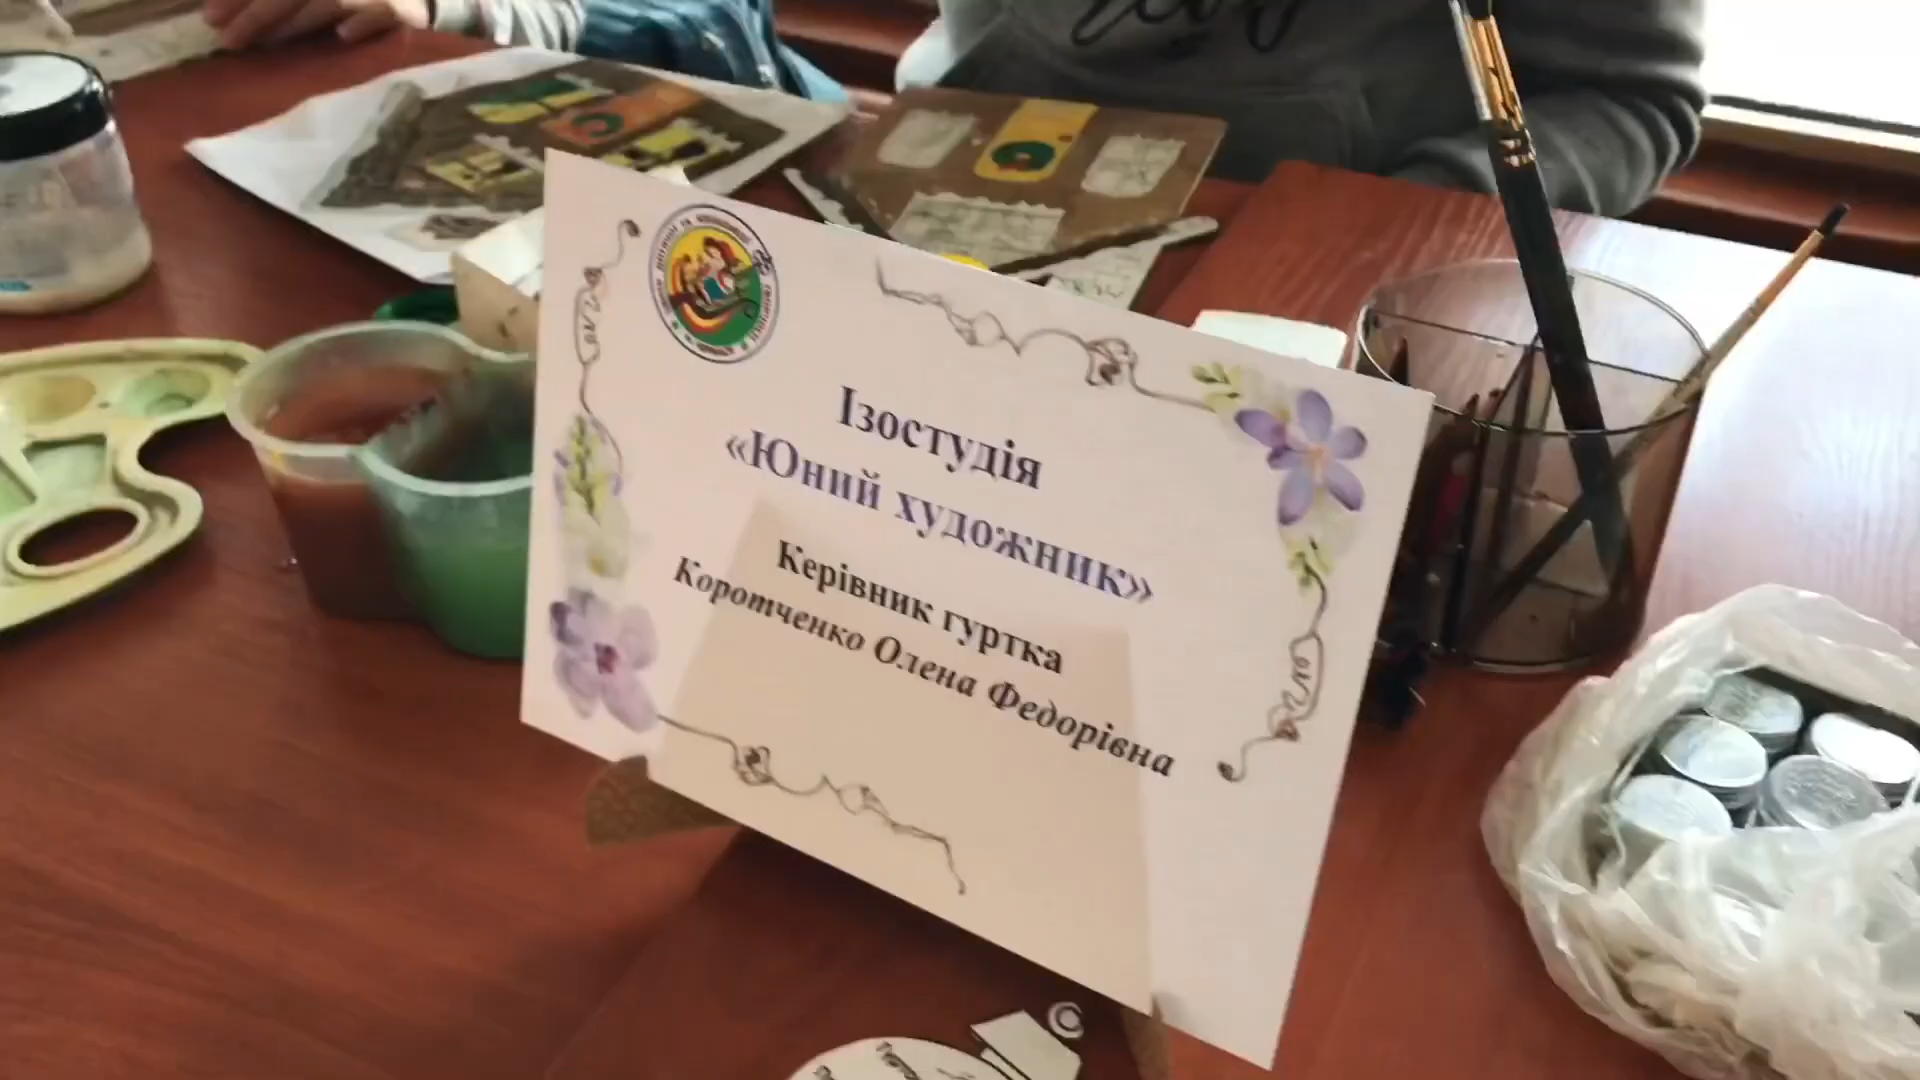 Ізостудія
«Юний художник»
Керівник гуртка
Коротченко Олена Федорівна